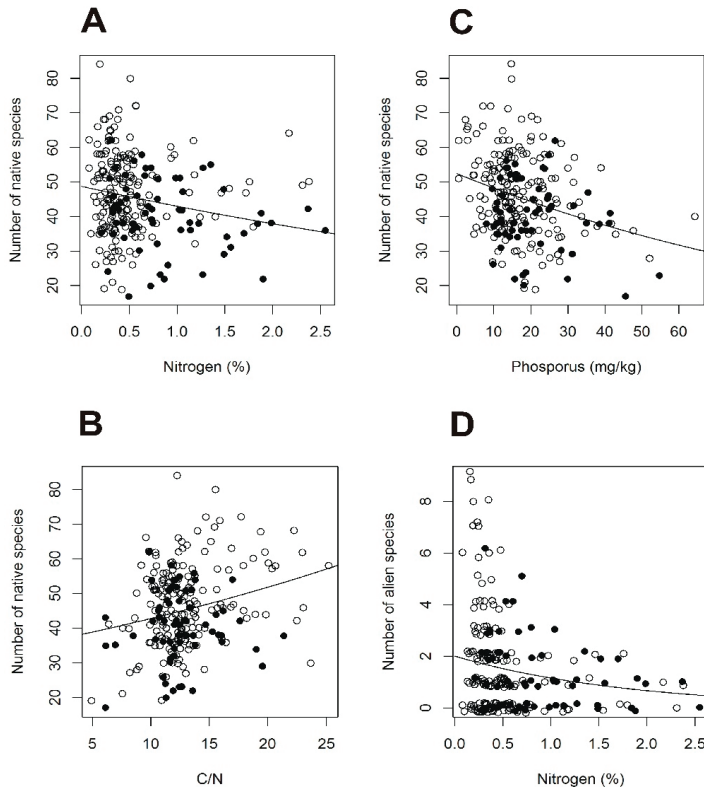 A
Number of native species
80
70
60
50
40
30
20
0.0 0.5 1.0 1.5 2.0 2.5
Nitrogen (%)
C
Number of native species
80
70
60
50
40
30
20
0 10 20 30 40 50 60
Phosporus (mg/kg)
B
Number of native species
80
70
60
50
40
30
20
5 10 15 20 25
C/N
D
Number of alien species
8
6
4
2
0
0.0 0.5 1.0 1.5 2.0 2.5
Nitrogen (%)